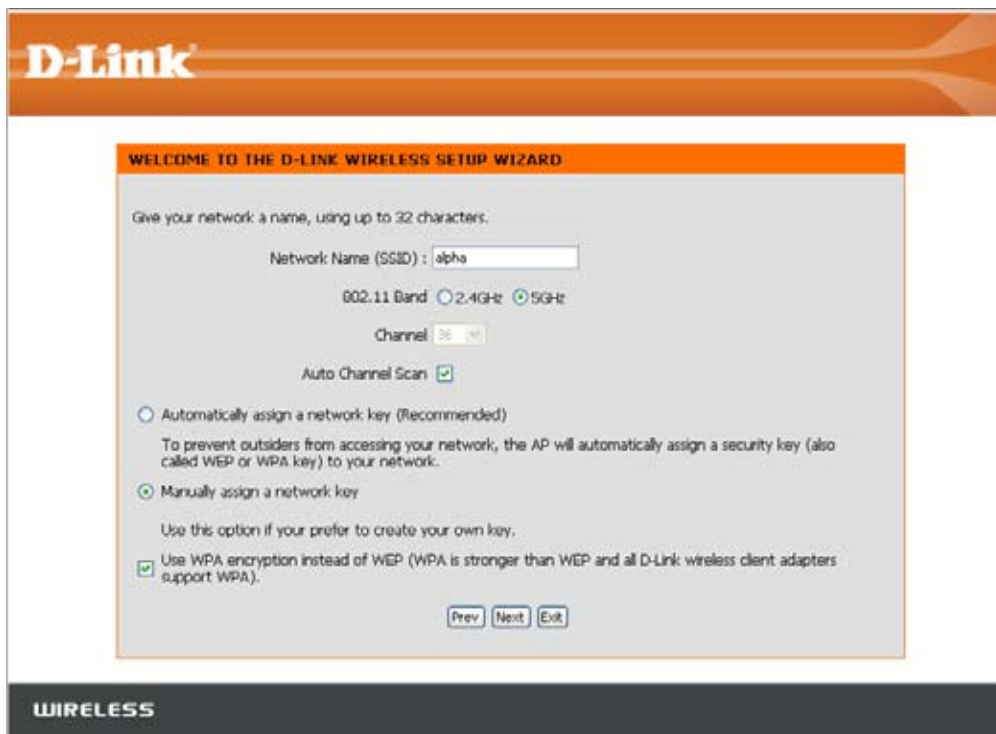 D-Link
WELCOME TO THE D-LINK WIRELESS SETUP WIZARD
Give your network a name, using up to 32 characters.
Network Name (SSID) : alpha
802.11 Band 2.4GHz 5GHz
Channel 36
Auto Channel Scan
Automatically assign a network key (Recommended)
To prevent outsiders from accessing your network, the AP will automatically assign a security key (also
called WEP or WPA key) to your network.
Manually assign a network key
Use this option if your prefer to create your own key.
Use WPA encryption instead of WEP (WPA is stronger than WEP and all D-Link wireless client adapters
support WPA).
Prev Next Exit
WIRELESS